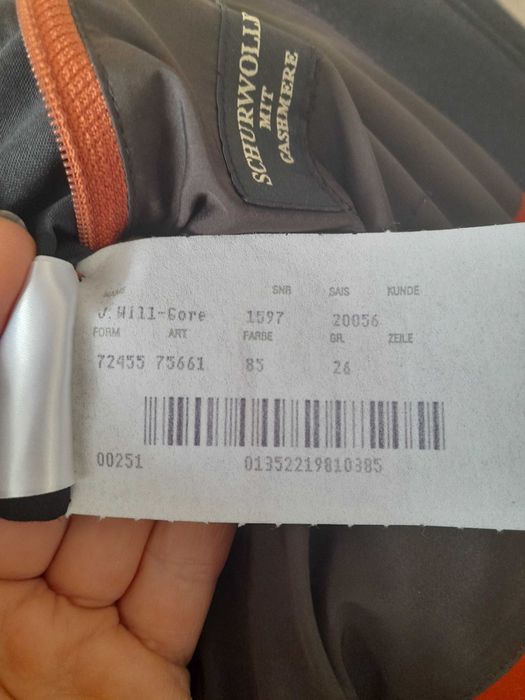 SCHURWOLLE
MIT
CASHMERE
NAME SNR SAIS KUNDE
J.Will-Gore 1597 20056
FORM ART FARBE GR. ZEILE
72455 75661 85 26
00251 01352219810385